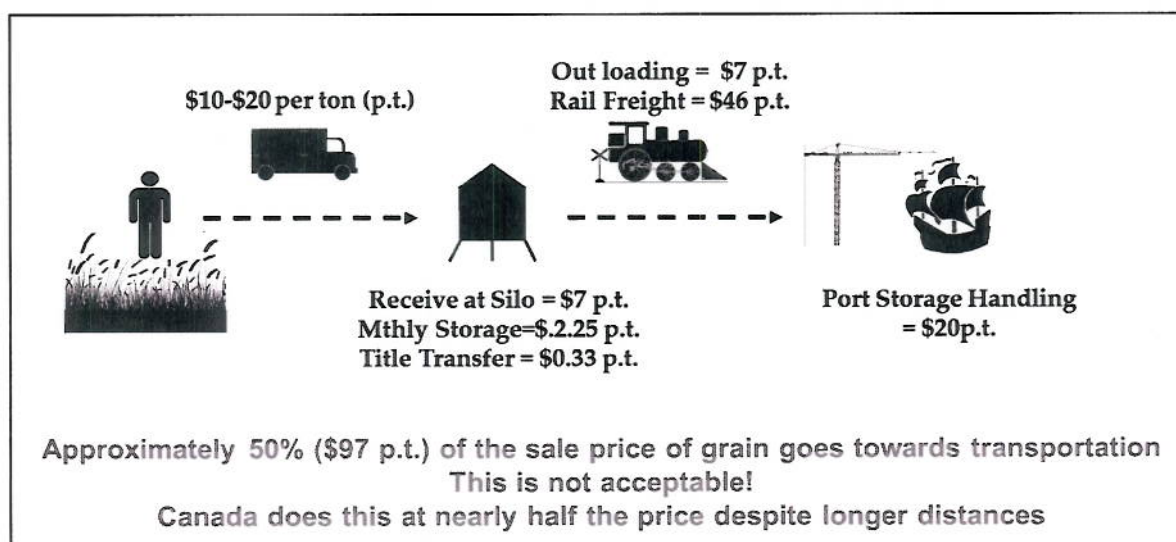 $10-$20 per ton (p.t.)
Out loading = $7 p.t.
Rail Freight = $46 p.t.
Receive at Silo = $7 p.t.
Mthly Storage=$.2.25 p.t.
Title Transfer = $0.33 p.t.
Port Storage Handling
= $20p.t.
Approximately 50% ($97 p.t.) of the sale price of grain goes towards transportation
This is not acceptable!
Canada does this at nearly half the price despite longer distances